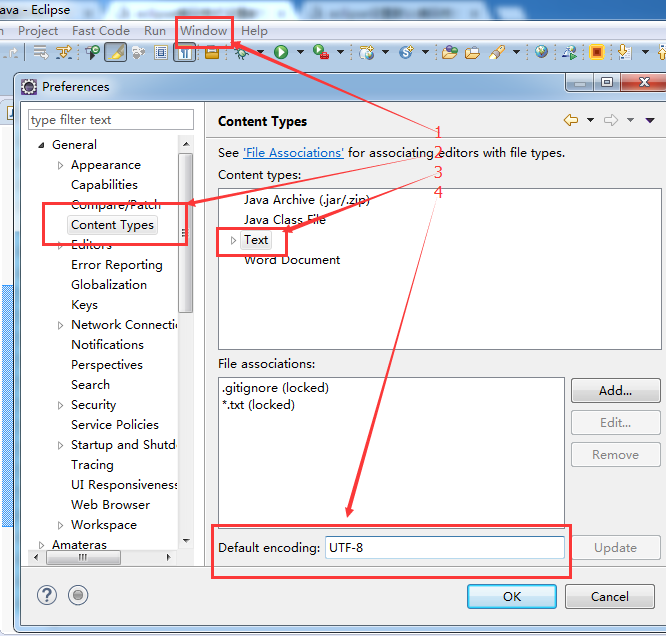 ava - Eclipse
Project Fast Code Run Window Help
Preferences
type filter text
General
Appearance
Capabilities
Compare/Patch
Content Types
Editors
Error Reporting
Globalization
Keys
Network Connecti
Notifications
Perspectives
Search
Security
Service Policies
Startup and Shutd
Tracing
UI Responsiveness
Web Browser
Workspace
Amateras
Content Types
1
See 'File Associations' for associating editors with file types.
2
Content types:
3
4
Java Archive (.jar/.zip)
Java Class File
Text
Word Document
File associations:
.gitignore (locked)
*.txt (locked)
Add...
Edit...
Remove
Default encoding: UTF-8
Update
OK
Cancel